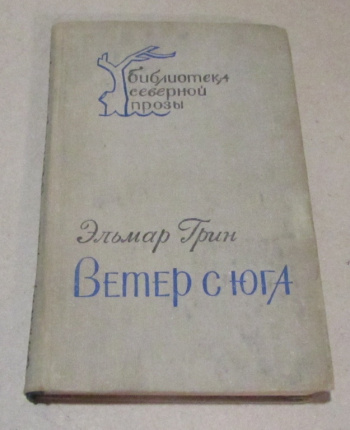 библиотека
северной
прозы
Эльмар Грин
Ветер с юга